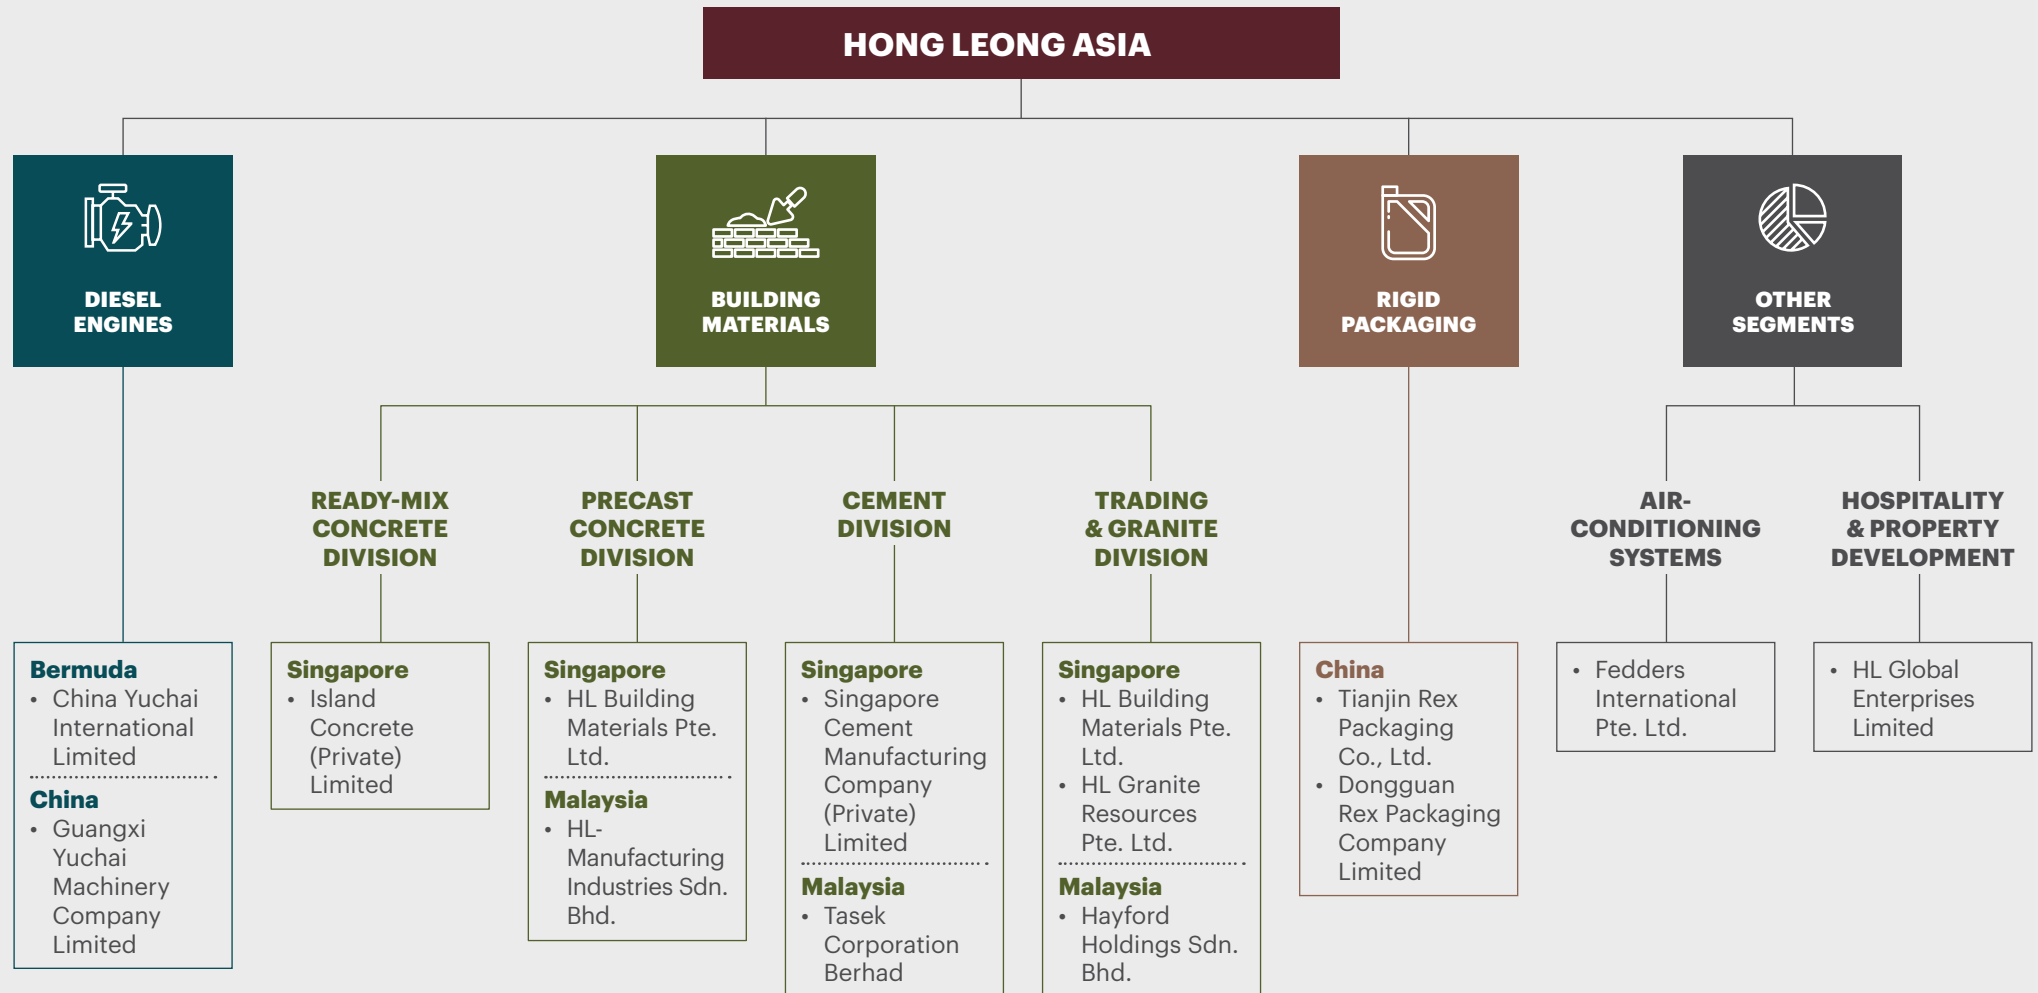 HONG LEONG ASIA
DIESEL
ENGINES
BUILDING
MATERIALS
RIGID
PACKAGING
OTHER
SEGMENTS
READY-MIX
CONCRETE
DIVISION
PRECAST
CONCRETE
DIVISION
CEMENT
DIVISION
TRADING
& GRANITE
DIVISION
AIR-
CONDITIONING
SYSTEMS
HOSPITALITY
& PROPERTY
DEVELOPMENT
Bermuda
• China Yuchai
International
Limited
China
• Guangxi
Yuchai
Machinery
Company
Limited
Singapore
• Island
Concrete
(Private)
Limited
Singapore
• HL Building
Materials Pte.
Ltd.
Malaysia
• HL-
Manufacturing
Industries Sdn.
Bhd.
Singapore
• Singapore
Cement
Manufacturing
Company
(Private)
Limited
Malaysia
• Tasek
Corporation
Berhad
Singapore
• HL Building
Materials Pte.
Ltd.
• HL Granite
Resources
Pte. Ltd.
Malaysia
• Hayford
Holdings Sdn.
Bhd.
China
• Tianjin Rex
Packaging
Co., Ltd.
• Dongguan
Rex Packaging
Company
Limited
• Fedders
International
Pte. Ltd.
• HL Global
Enterprises
Limited